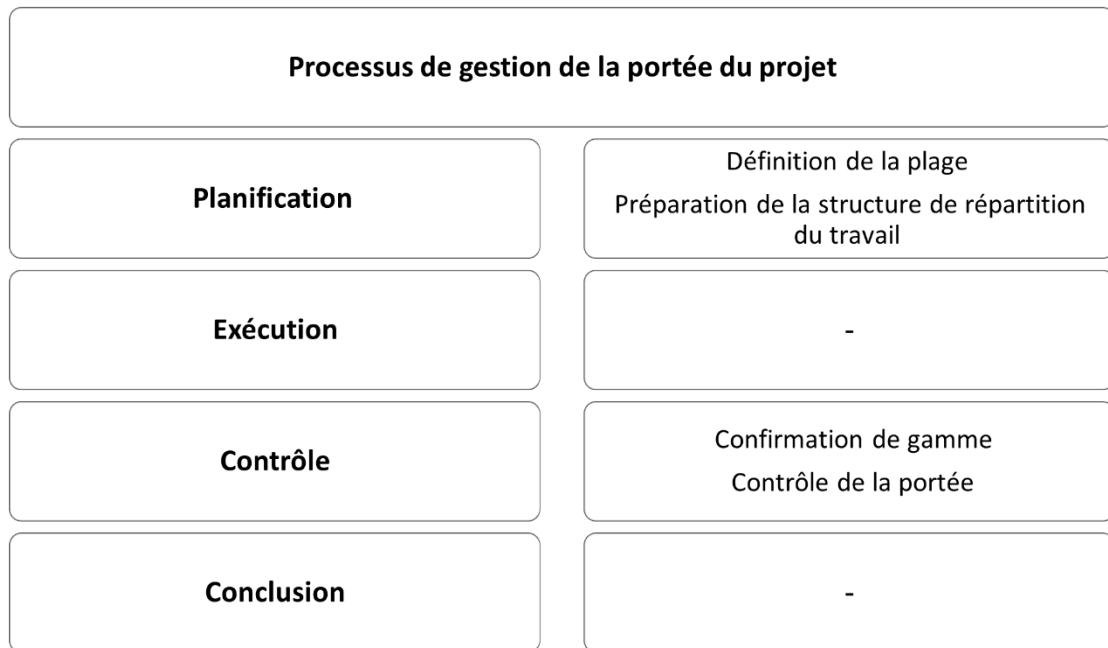 Processus de gestion de la portée du projet
Planification
Définition de la plage
Préparation de la structure de répartition
du travail
Exécution
-
Contrôle
Confirmation de gamme
Contrôle de la portée
Conclusion
-